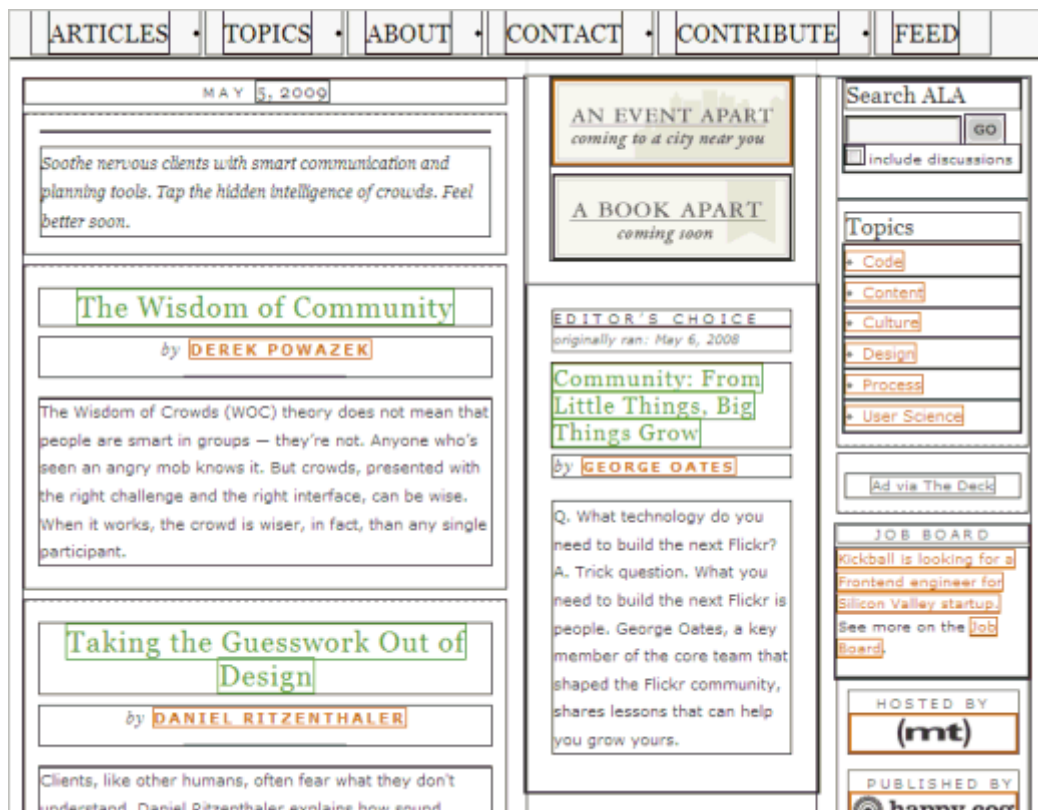 ARTICLES • TOPICS • ABOUT • CONTACT • CONTRIBUTE • FEED
MAY 5, 2009
Soothe nervous clients with smart communication and
planning tools. Tap the hidden intelligence of crowds. Feel
better soon.
The Wisdom of Community
by DEREK POWAZEK
The Wisdom of Crowds (WOC) theory does not mean that
people are smart in groups — they're not. Anyone who's
seen an angry mob knows it. But crowds, presented with
the right challenge and the right interface, can be wise.
When it works, the crowd is wiser, in fact, than any single
participant.
Taking the Guesswork Out of
Design
by DANIEL RITZENTHALER
Clients, like other humans, often fear what they don't
understand. Daniel Ritzenthaler explains how sound
AN EVENT APART
coming to a city near you
A BOOK APART
coming soon
EDITOR'S CHOICE
originally ran: May 6, 2008
Community: From
Little Things, Big
Things Grow
by GEORGE OATES
Q. What technology do you
need to build the next Flickr?
A. Trick question. What you
need to build the next Flickr is
people. George Oates, a key
member of the core team that
shaped the Flickr community,
shares lessons that can help
you grow yours.
Search ALA
GO
include discussions
Topics
• Code
• Content
• Culture
• Design
• Process
• User Science
Ad via The Deck
JOB BOARD
Kickball is looking for a
Frontend engineer for
Silicon Valley startup.
See more on the Job
Board.
HOSTED BY
(mt)
PUBLISHED BY
happy cog